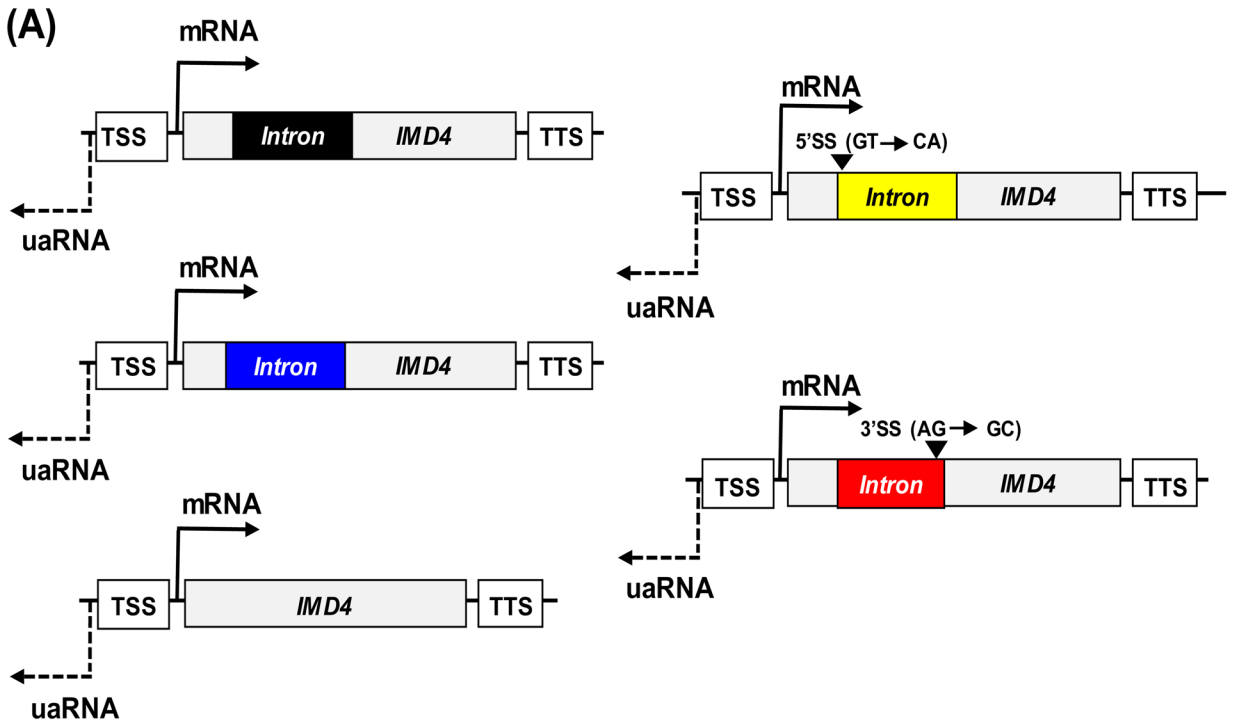 (A)
mRNA
TSS Intron IMD4 TTS
uaRNA
mRNA
TSS Intron IMD4 TTS
uaRNA
mRNA
TSS IMD4 TTS
uaRNA
mRNA
5’SS (GT→ CA)
TSS Intron IMD4 TTS
uaRNA
mRNA
3’SS (AG→ GC)
TSS Intron IMD4 TTS
uaRNA